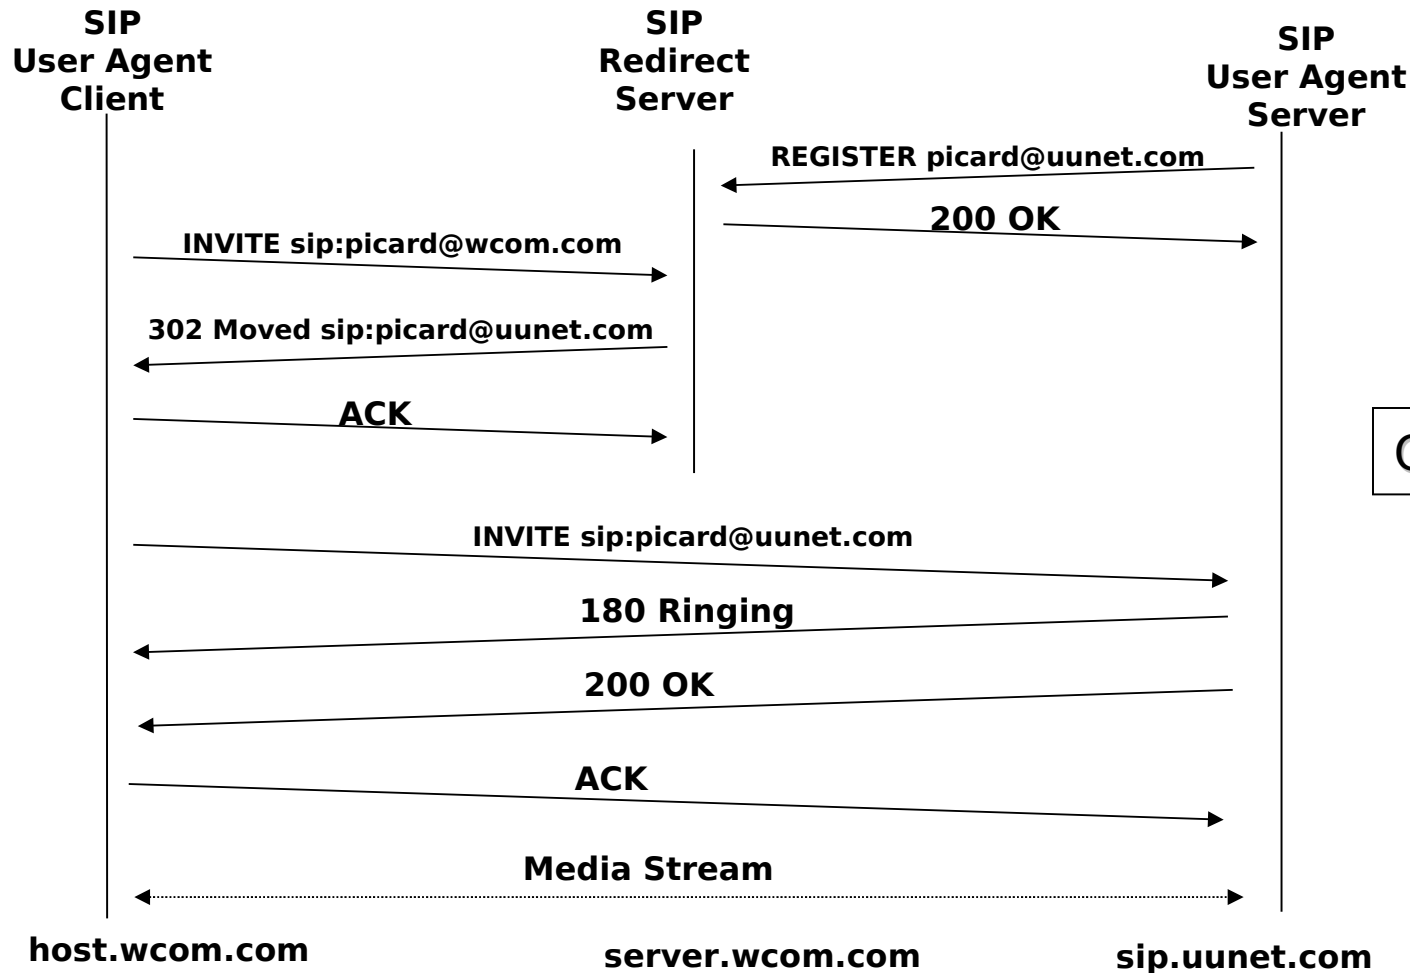 SIP
User Agent
Client
SIP
Redirect
Server
SIP
User Agent
Server
REGISTER picard@uunet.com
200 OK
INVITE sip:picard@wcom.com
302 Moved sip:picard@uunet.com
ACK
INVITE sip:picard@uunet.com
180 Ringing
200 OK
ACK
Media Stream
host.wcom.com
server.wcom.com
sip.uunet.com